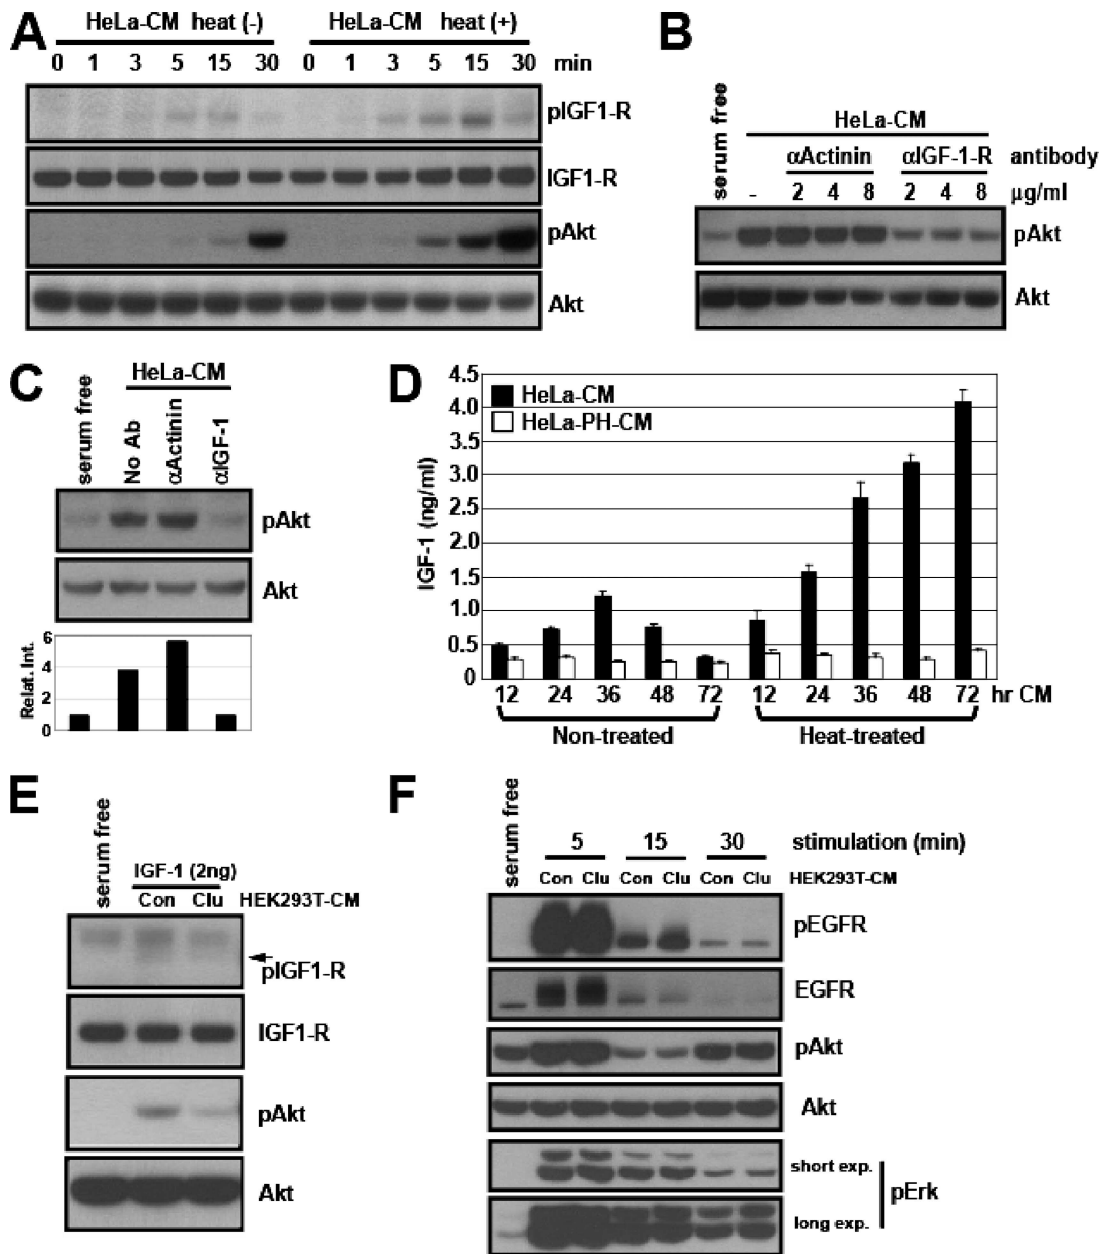 A
HeLa-CM heat (-) HeLa-CM heat (+)
0 1 3 5 15 30 0 1 3 5 15 30 min
pIGF1-R
IGF1-R
pAkt
Akt
B
serum free
HeLa-CM
αActinin αIGF-1-R antibody
- 2 4 8 2 4 8 μg/ml
pAkt
Akt
C
HeLa-CM
serum free No Ab αActinin αIGF-1
pAkt
Akt
Relat. Int.
6
4
2
0
D
IGF-1 (ng/ml)
4.5
4.0
3.5
3.0
2.5
2.0
1.5
1.0
0.5
0
HeLa-CM
HeLa-PH-CM
12 24 36 48 72 12 24 36 48 72 hr CM
Non-treated Heat-treated
E
serum free
IGF-1 (2ng)
Con Clu HEK293T-CM
pIGF1-R
IGF1-R
pAkt
Akt
F
serum free
5 15 30 stimulation (min)
Con Clu Con Clu Con Clu HEK293T-CM
pEGFR
EGFR
pAkt
Akt
short exp.
pErk
long exp.